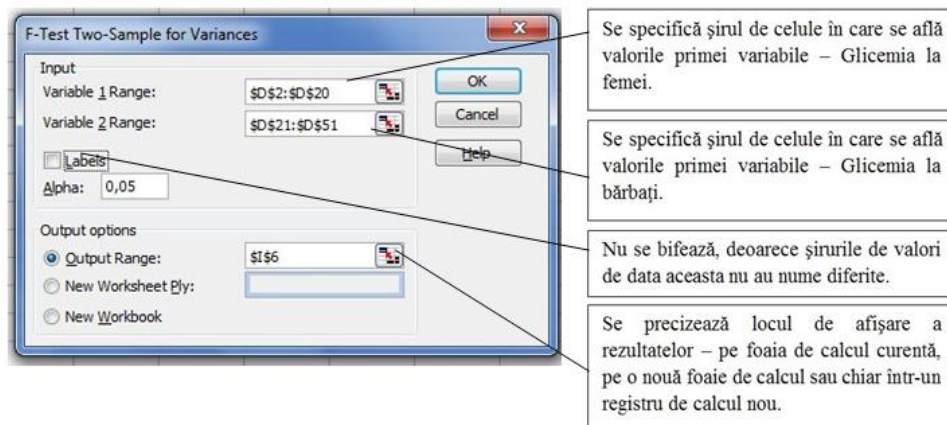 F-Test Two-Sample for Variances
Input
Variable 1 Range:
$D$2:$D$20
Variable 2 Range:
$D$21:$D$51
Labels
Alpha:
0,05
Output options
Output Range:
$I$6
New Worksheet Ply:
New Workbook
OK
Cancel
Help
Se specifică şirul de celule în care se află
valorile primei variabile – Glicemia la
femei.
Se specifică şirul de celule în care se află
valorile primei variabile – Glicemia la
bărbaţi.
Nu se bifează, deoarece şirurile de valori
de data aceasta nu au nume diferite.
Se precizează locul de afişare a
rezultatelor – pe foaia de calcul curentă,
pe o nouă foaie de calcul sau chiar într-un
registru de calcul nou.